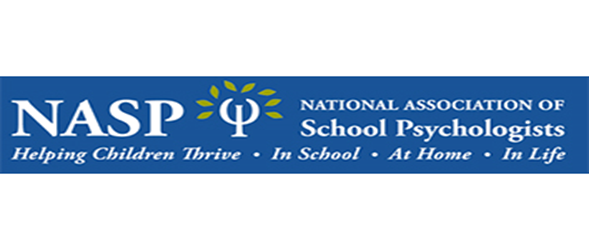 NASP
NATIONAL ASSOCIATION OF
School Psychologists
Helping Children Thrive • In School • At Home • In Life